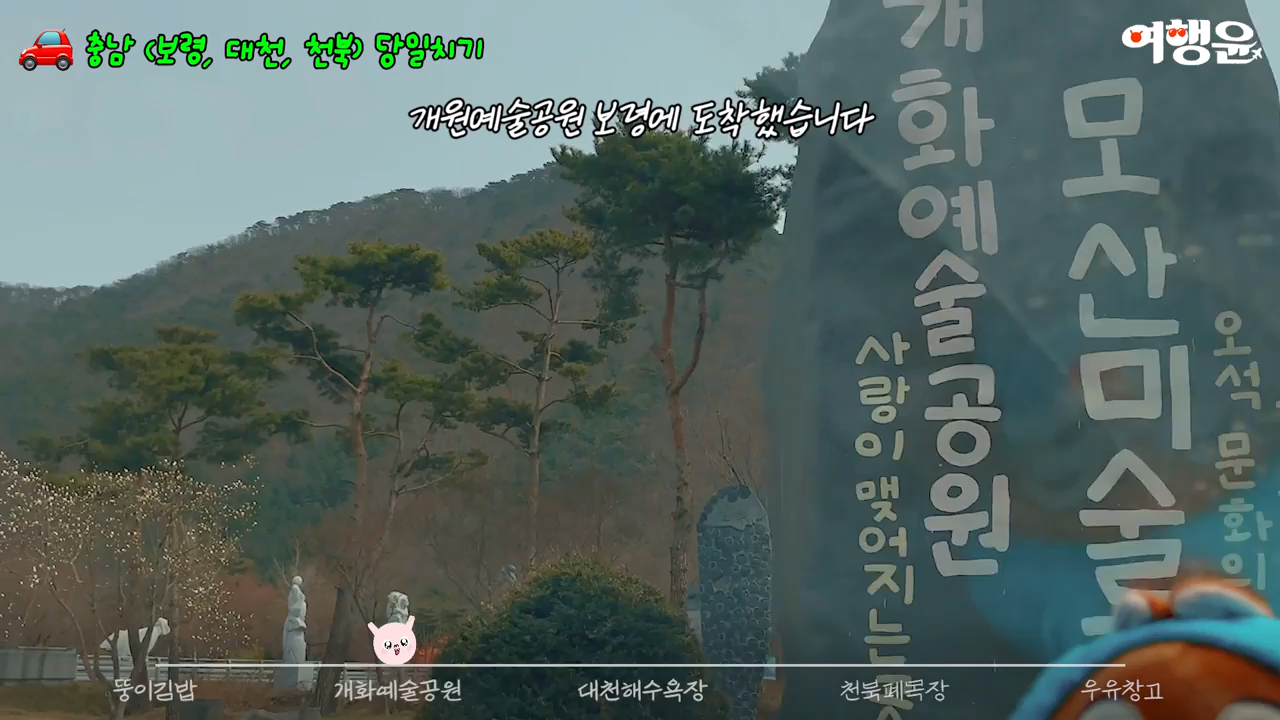 충남 (보령, 대천, 천북) 당일치기
여행윤
개원예술공원 보령에 도착했습니다
개화예술공원
모산미술
사랑이 맺어지는
오석 문화의
뚱이김밥
개화예술공원
대천해수욕장
천북폐목장
우유창고